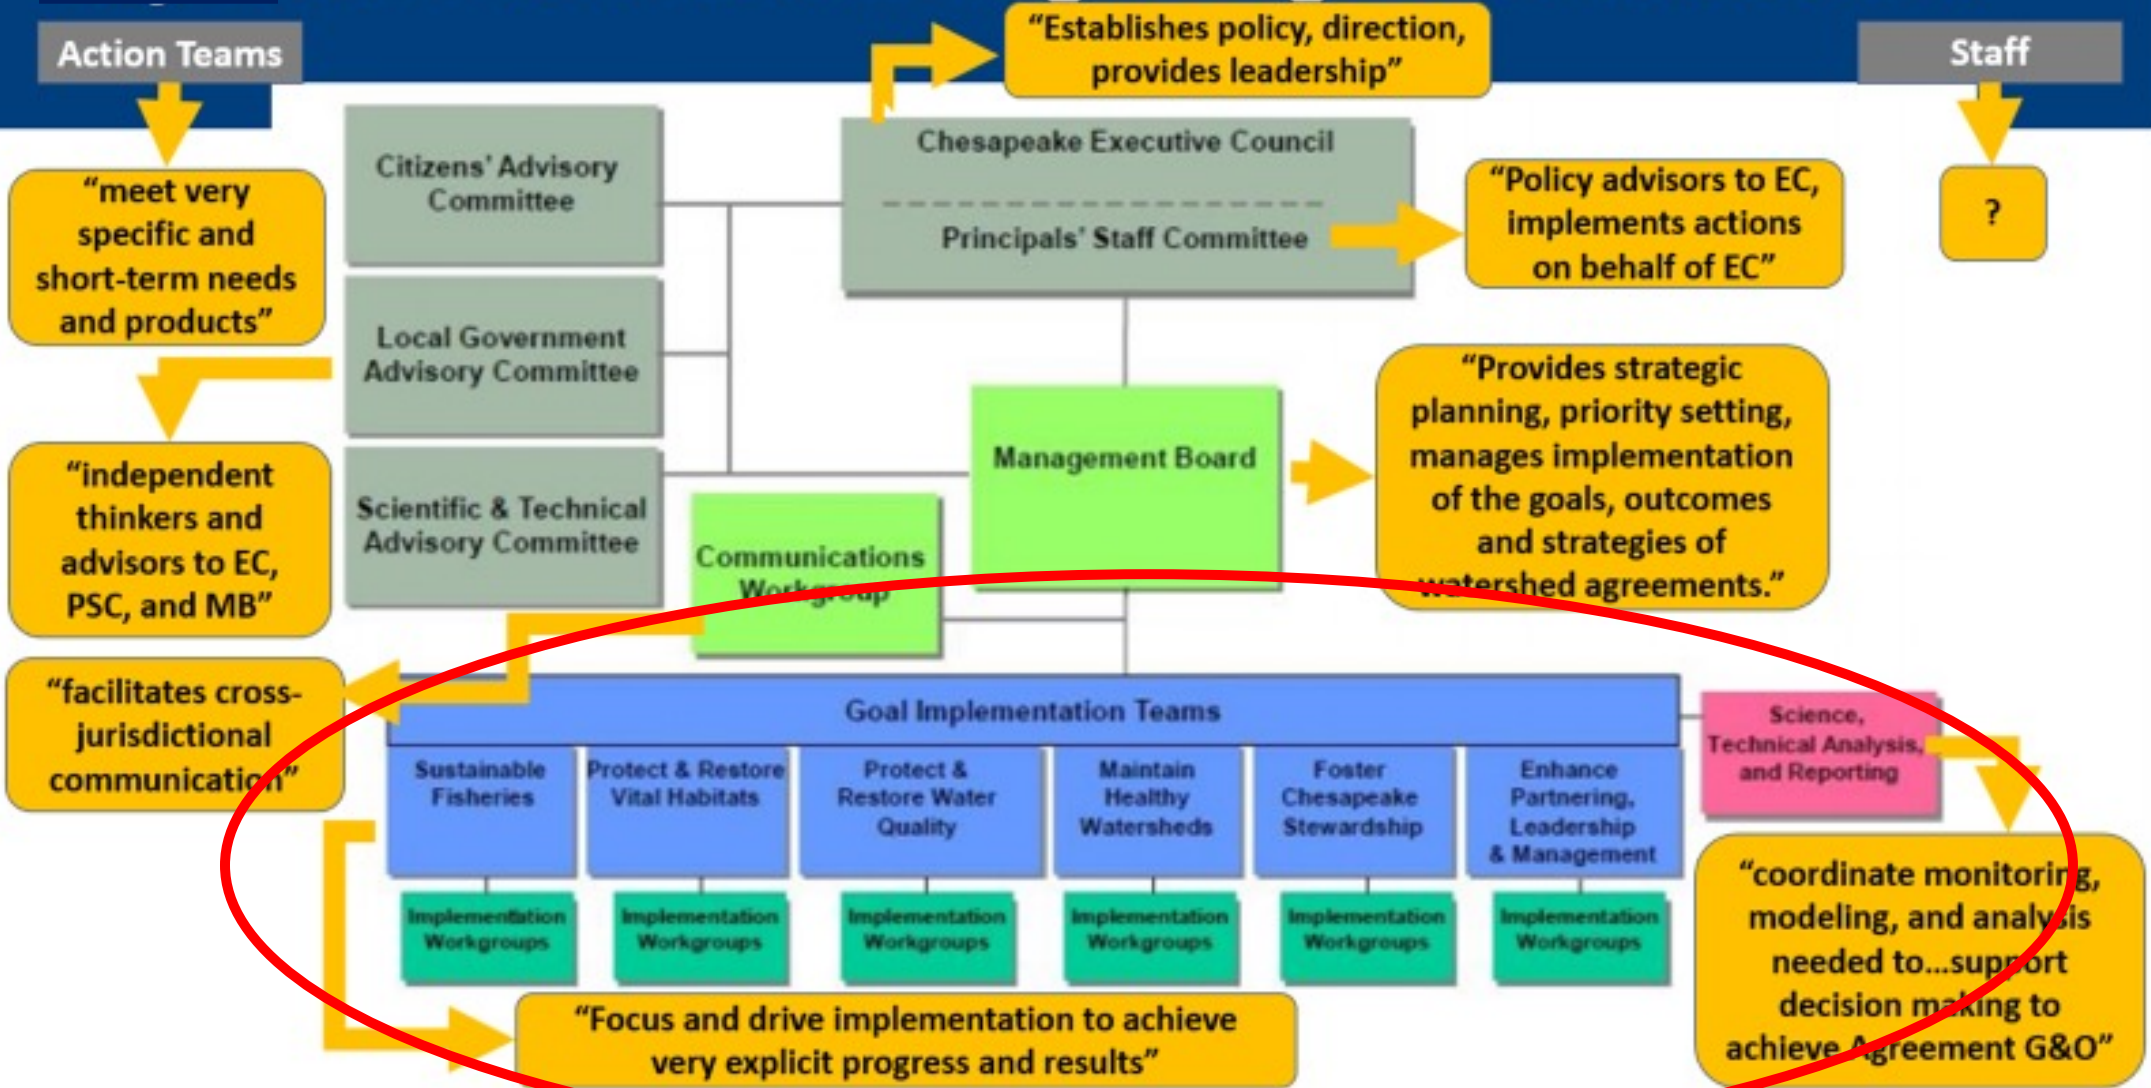 Action Teams
"Establishes policy, direction,
provides leadership"
Staff
"meet very
specific and
short-term needs
and products"
Citizens' Advisory
Committee
Chesapeake Executive Council
Principals' Staff Committee
"Policy advisors to EC,
implements actions
on behalf of EC"
?
Local Government
Advisory Committee
"independent
thinkers and
advisors to EC,
PSC, and MB"
Scientific & Technical
Advisory Committee
Management Board
"Provides strategic
planning, priority setting,
manages implementation
of the goals, outcomes
and strategies of
watershed agreements."
Communications
Workgroup
"facilitates cross-
jurisdictional
communication"
Goal Implementation Teams
Science,
Technical Analysis,
and Reporting
Sustainable
Fisheries
Protect & Restore
Vital Habitats
Protect &
Restore Water
Quality
Maintain
Healthy
Watersheds
Foster
Chesapeake
Stewardship
Enhance
Partnering,
Leadership
& Management
Implementation
Workgroups
Implementation
Workgroups
Implementation
Workgroups
Implementation
Workgroups
Implementation
Workgroups
Implementation
Workgroups
"coordinate monitoring,
modeling, and analysis
needed to...support
decision making to
achieve Agreement G&O"
"Focus and drive implementation to achieve
very explicit progress and results"